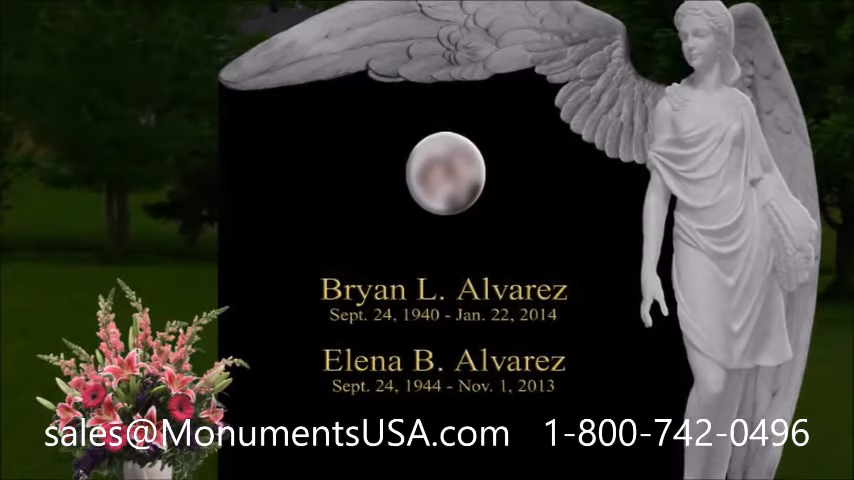 Bryan L. Alvarez
Sept. 24, 1940 - Jan. 22, 2014
Elena B. Alvarez
Sept. 24, 1944 - Nov. 1, 2013
sales@MonumentsUSA.com 1-800-742-0496